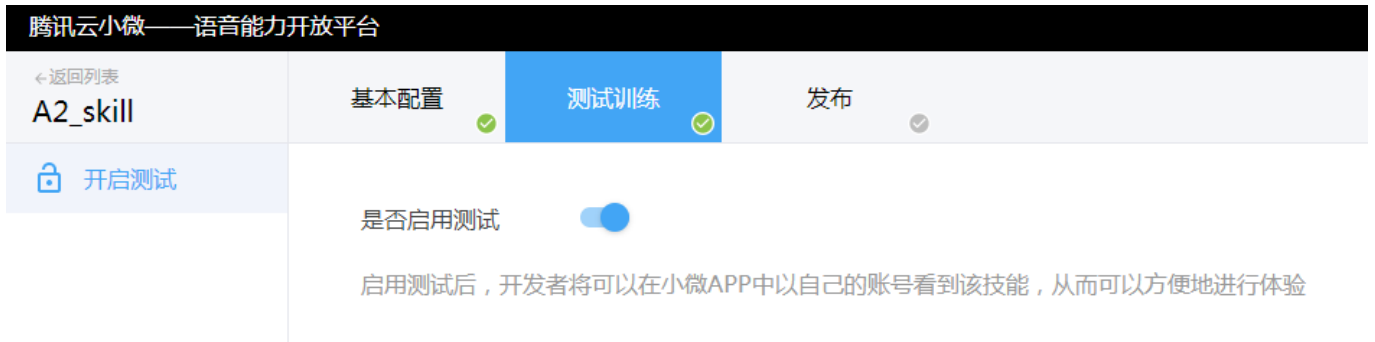 腾讯云小微——语音能力开放平台
←返回列表
A2_skill
基本配置
测试训练
发布
开启测试
是否启用测试
启用测试后，开发者将可以在小微APP中以自己的账号看到该技能，从而可以方便地进行体验